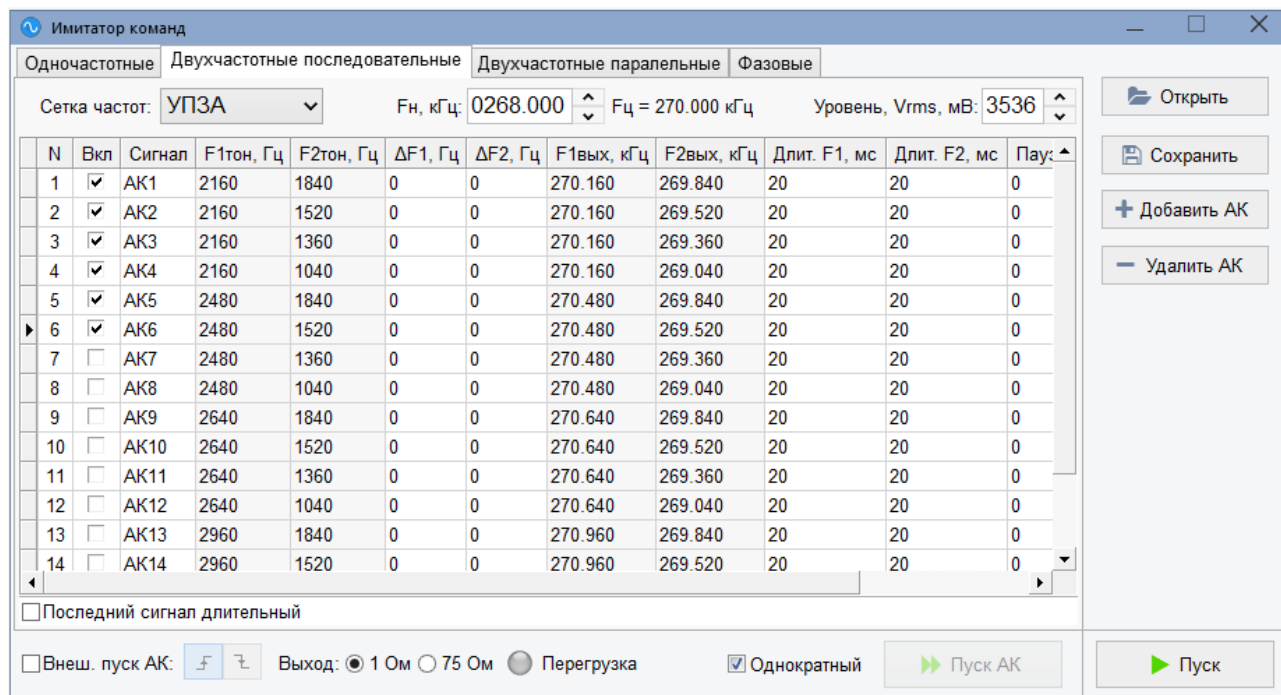 Имитатор команд
Одночастотные Двухчастотные последовательные Двухчастотные паралельные Фазовые
Сетка частот: УПЗА Fн, кГц: 0268.000 Fц = 270.000 кГц Уровень, Vrms, мВ: 3536
N Вкл Сигнал F1тон, Гц F2тон, Гц ΔF1, Гц ΔF2, Гц F1вых, кГц F2вых, кГц Длит. F1, мс Длит. F2, мс
1 АК1 2160 1840 0 0 270.160 269.840 20 20 0
2 АК2 2160 1520 0 0 270.160 269.520 20 20 0
3 АК3 2160 1360 0 0 270.160 269.360 20 20 0
4 АК4 2160 1040 0 0 270.160 269.040 20 20 0
5 АК5 2480 1840 0 0 270.480 269.840 20 20 0
6 АК6 2480 1520 0 0 270.480 269.520 20 20 0
7 АК7 2480 1360 0 0 270.480 269.360 20 20 0
8 АК8 2480 1040 0 0 270.480 269.040 20 20 0
9 АК9 2640 1840 0 0 270.640 269.840 20 20 0
10 АК10 2640 1520 0 0 270.640 269.520 20 20 0
11 АК11 2640 1360 0 0 270.640 269.360 20 20 0
12 АК12 2640 1040 0 0 270.640 269.040 20 20 0
13 АК13 2960 1840 0 0 270.960 269.840 20 20 0
14 АК14 2960 1520 0 0 270.960 269.520 20 20 0
Последний сигнал длительный
Внеш. пуск АК: Выход: 1 Ом 75 Ом Перегрузка Однократный Пуск АК
Открыть
Сохранить
Добавить АК
Удалить АК
Пуск